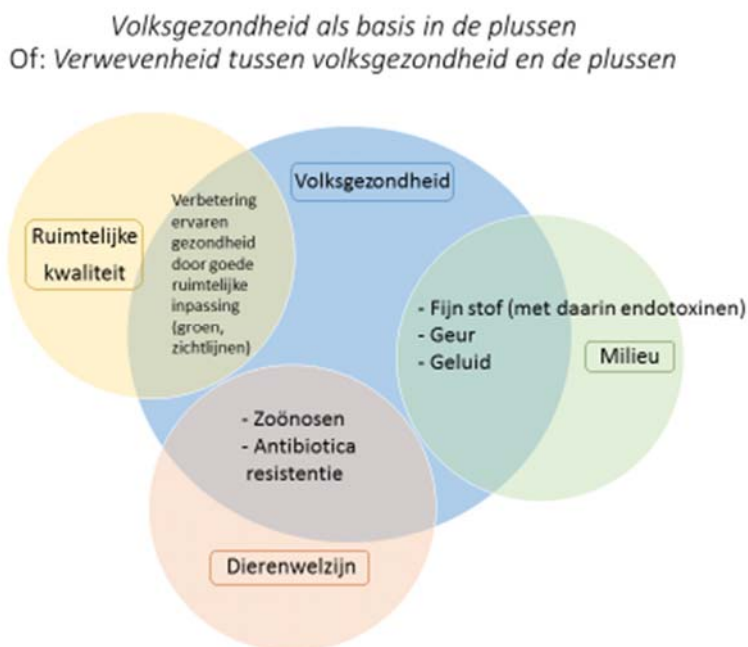 Volksgezondheid als basis in de plussen
Of: Verwevenheid tussen volksgezondheid en de plussen
Volksgezondheid
Verbetering
ervaren
gezondheid
door goede
ruimtelijke
inpassing
(groen,
zichtlijnen)
Ruimtelijke
kwaliteit
- Fijn stof (met daarin endotoxinen)
- Geur
- Geluid
Milieu
- Zoönosen
- Antibiotica
resistentie
Dierenwelzijn